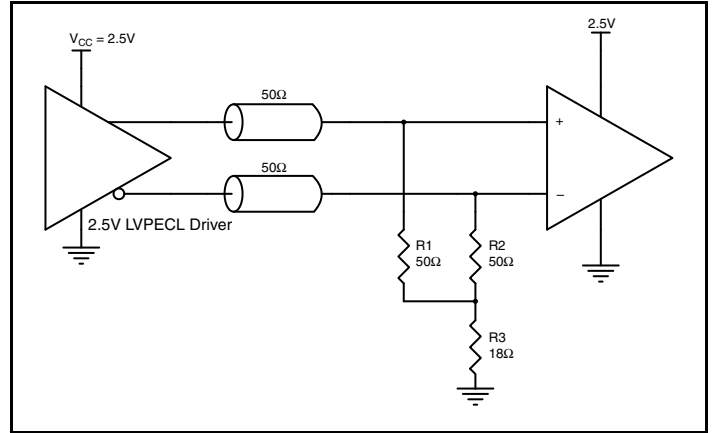 V_CC = 2.5V
2.5V
50Ω
+
50Ω
−
2.5V LVPECL Driver
R1
50Ω
R2
50Ω
R3
18Ω